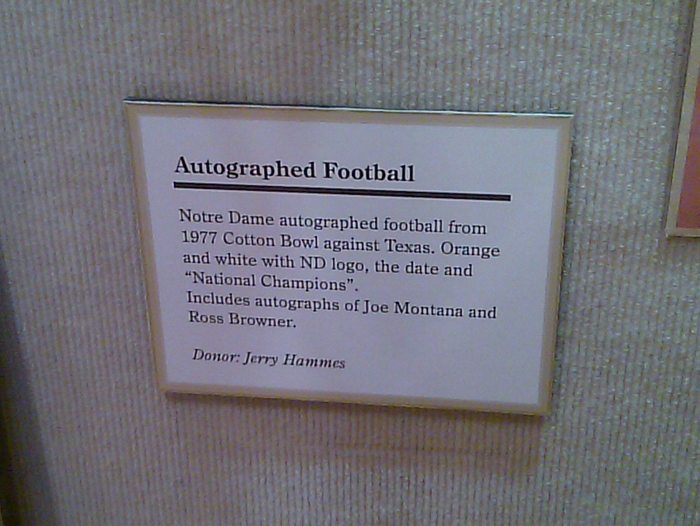 Autographed Football
Notre Dame autographed football from
1977 Cotton Bowl against Texas. Orange
and white with ND logo, the date and
“National Champions”.
Includes autographs of Joe Montana and
Ross Browner.
Donor: Jerry Hammes